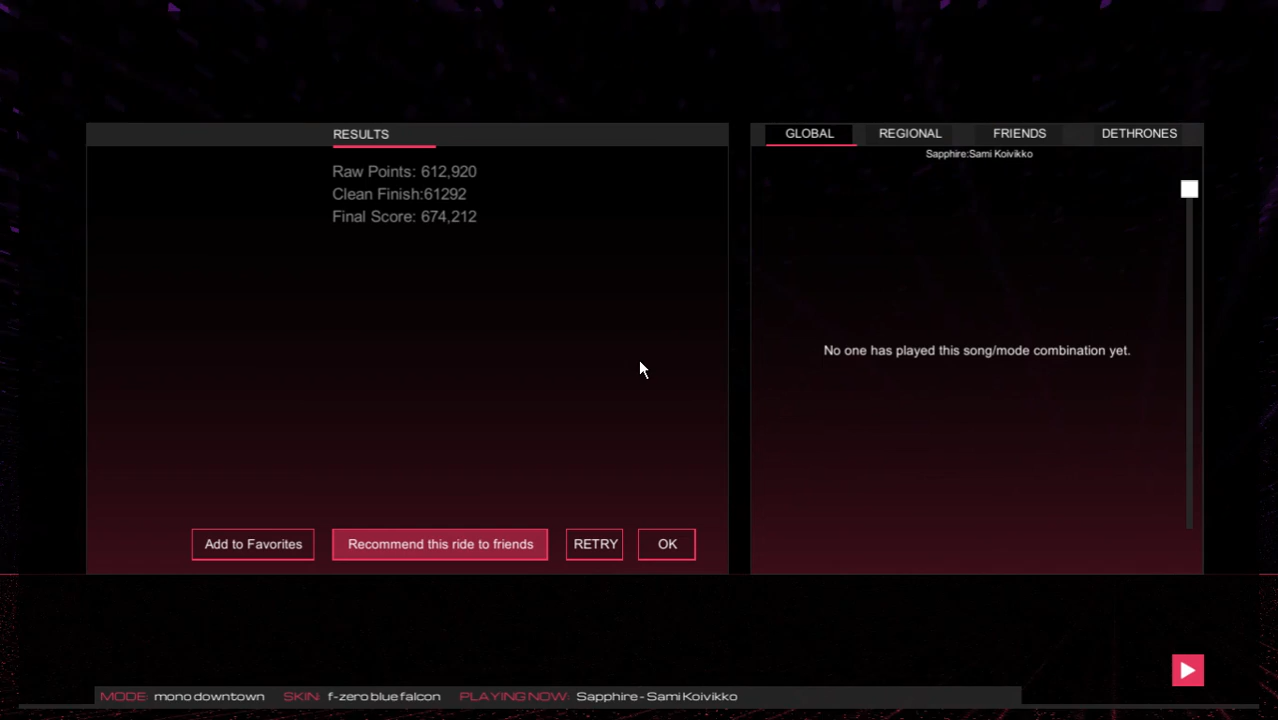 RESULTS
Raw Points: 612,920
Clean Finish:61292
Final Score: 674,212
Add to Favorites
Recommend this ride to friends
RETRY
OK
GLOBAL
REGIONAL
FRIENDS
DETHRONES
Sapphire:Sami Koivikko
No one has played this song/mode combination yet.
MODE: mono downtown SKIN: f-zero blue falcon PLAYING NOW: Sapphire - Sami Koivikko